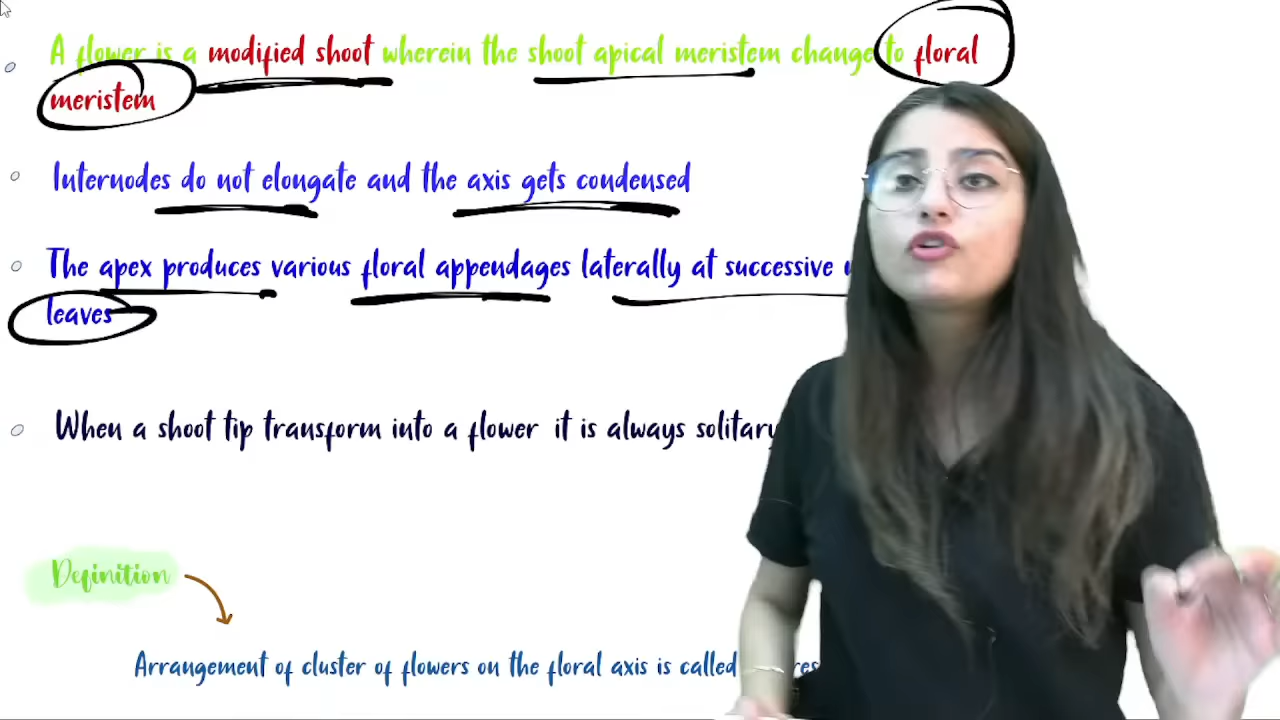 A flower is a modified shoot wherein the shoot apical meristem change to floral
meristem
Internodes do not elongate and the axis gets condensed
The apex produces various floral appendages laterally at successive
leaves
When a shoot tip transform into a flower it is always solitary
Definition
Arrangement of cluster of flowers on the floral axis is called